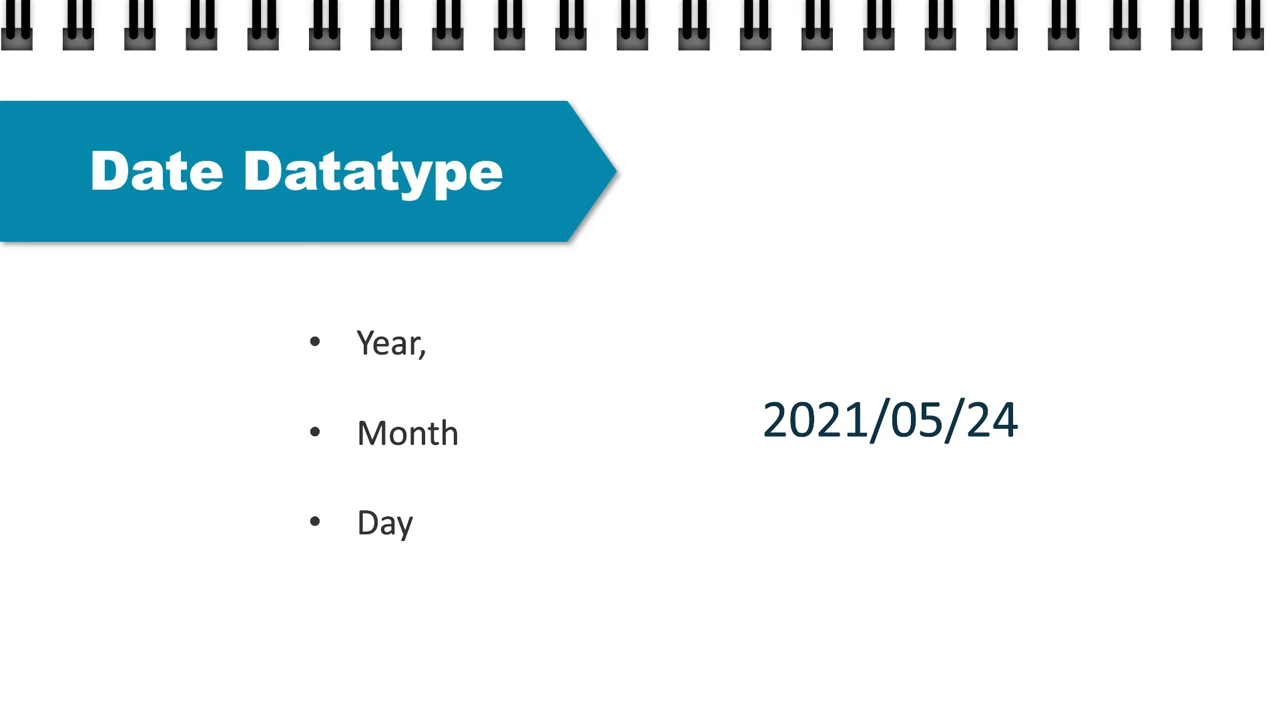 Date Datatype
• Year,
• Month
• Day
2021/05/24